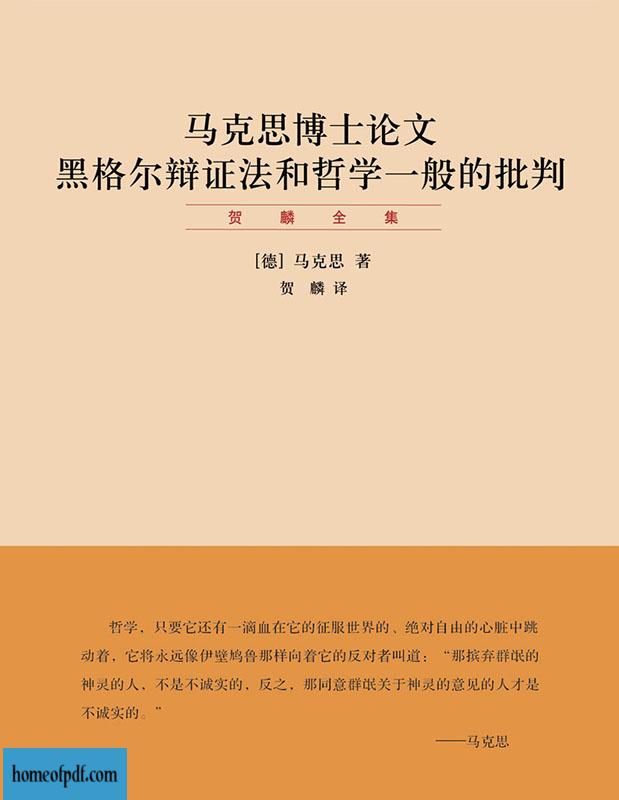 马克思博士论文
黑格尔辩证法和哲学一般的批判
贺麟全集
[德] 马克思 著
贺 麟 译
哲学，只要它还有一滴血在它的征服世界的、绝对自由的心脏中跳
动着，它将永远像伊壁鸠鲁那样向着它的反对者叫道：“那摈弃群氓的
神灵的人，不是不诚实的，反之，那同意群氓关于神灵的意见的人才是
不诚实的。”
——马克思
homeofpdf.com